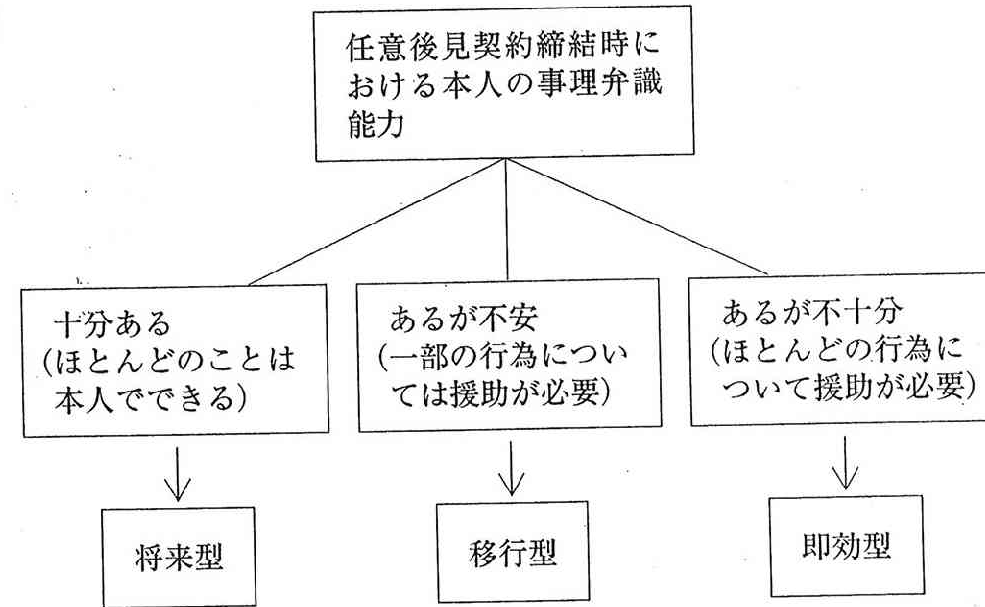 任意後見契約締結時に
おける本人の事理弁識
能力
十分ある
(ほとんどのことは
本人でできる)
あるが不安
(一部の行為につい
ては援助が必要)
あるが不十分
(ほとんどの行為に
ついて援助が必要)
将来型
移行型
即効型